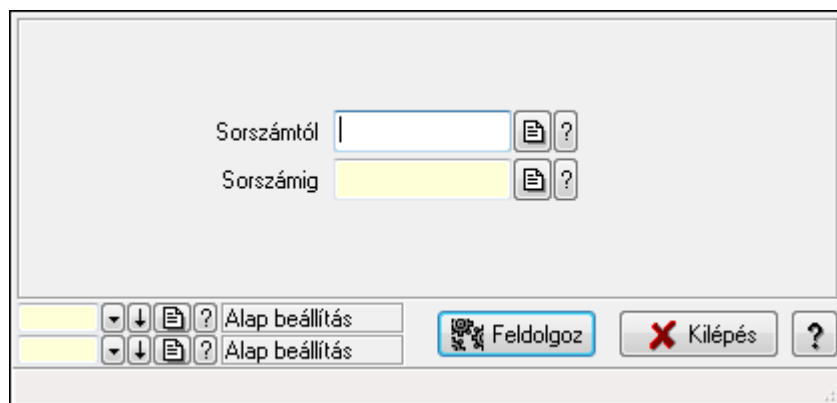 Sorszámtól ?
Sorszámig ?
? Alap beállítás
? Alap beállítás
Feldolgoz Kilépés ?